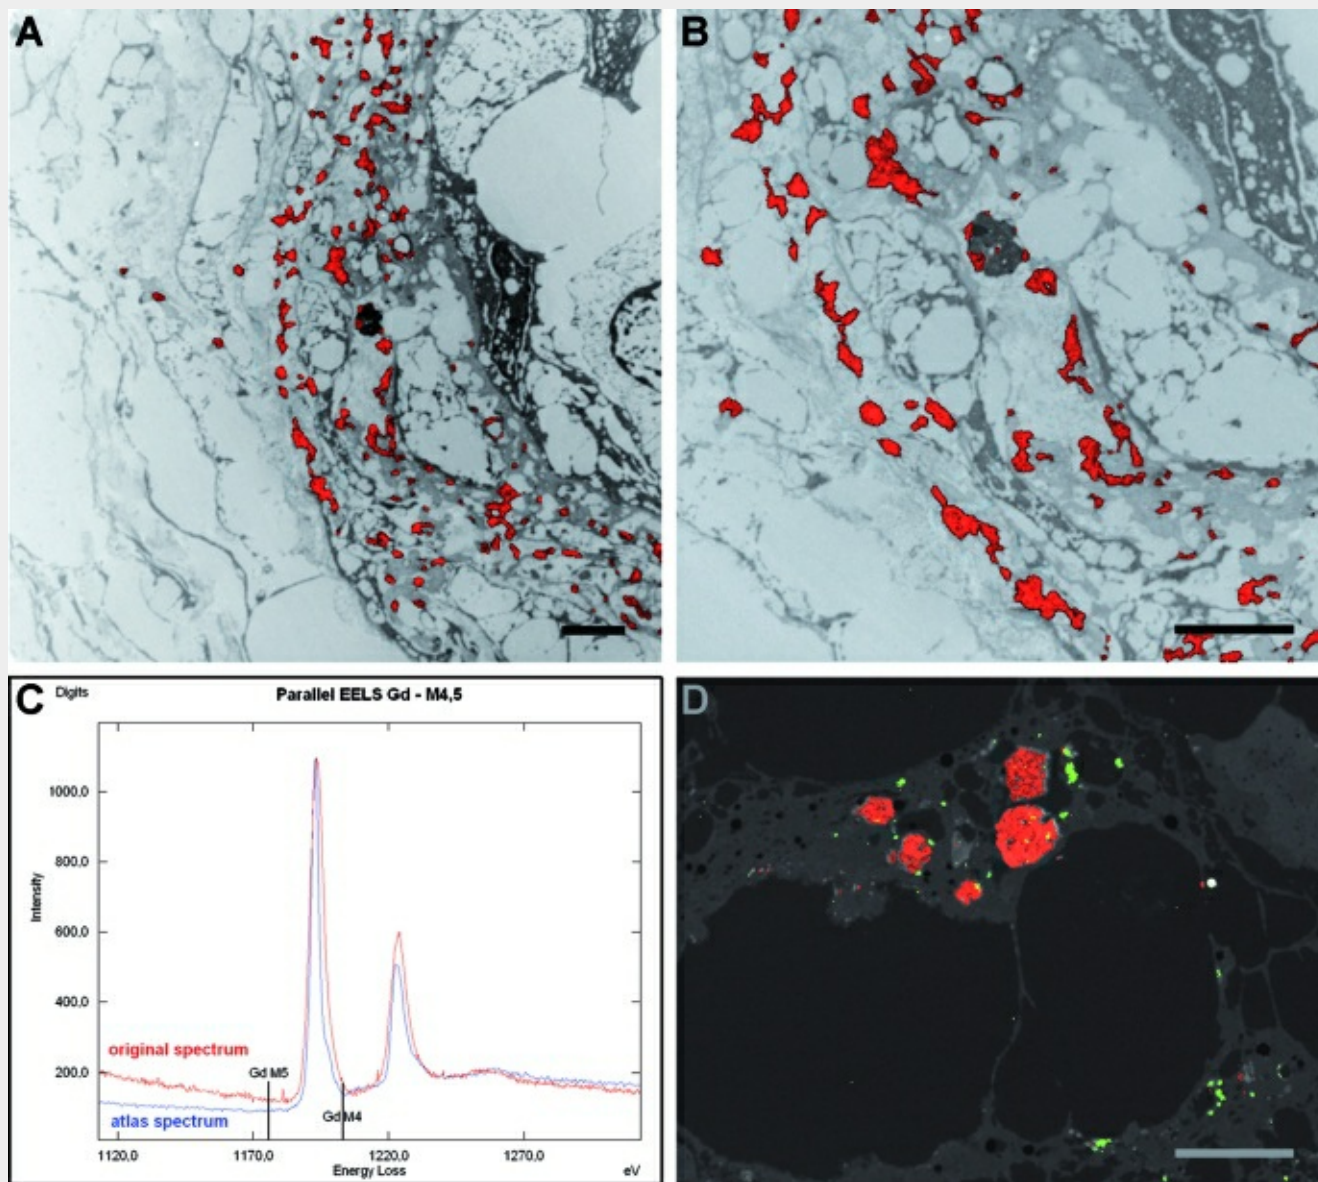 A
B
C
Digits
Parallel EELS Gd - M4,5
1000.0
800.0
600.0
400.0
200.0
Intensity
original spectrum
atlas spectrum
Gd M5
Gd M4
1120,0
1170,0
1220,0
1270,0
Energy Loss
eV
D